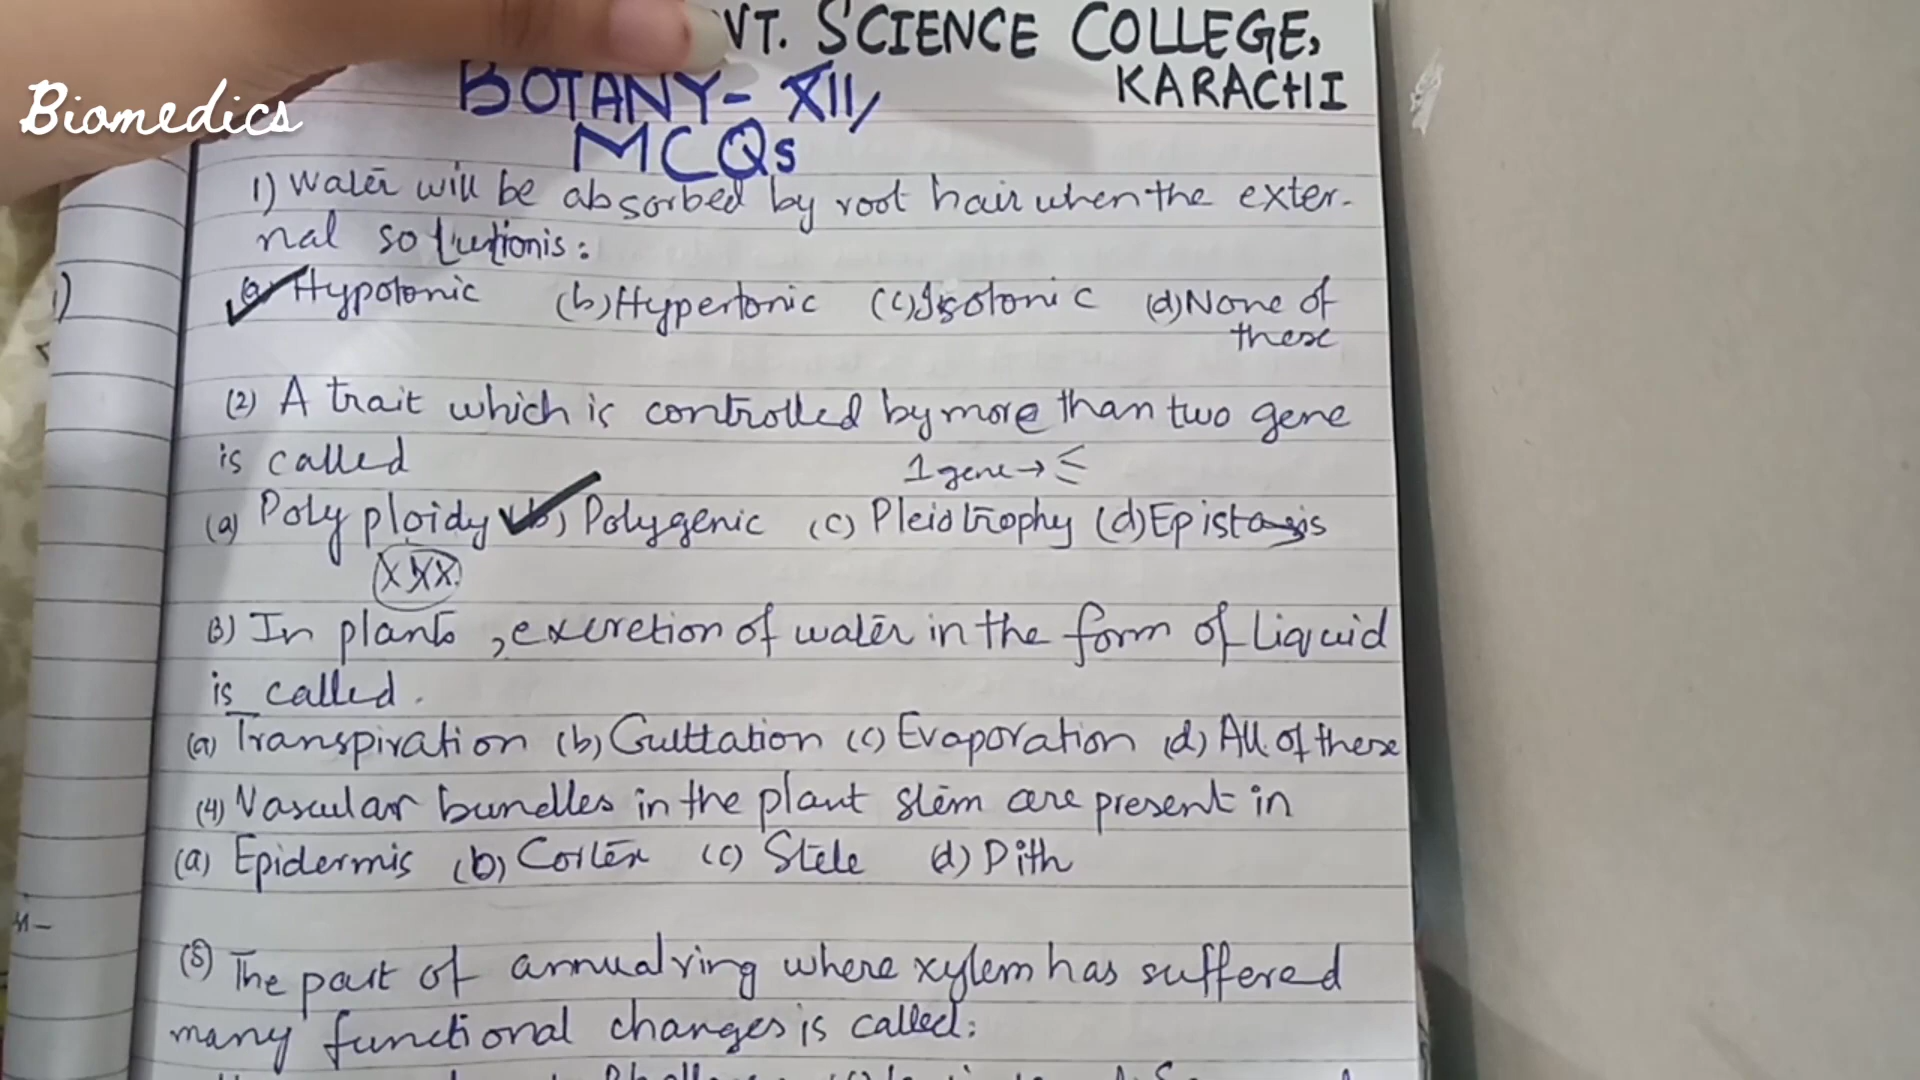 VT. SCIENCE COLLEGE,
KARACHI
Biomedics
BOTANY- XII,
MCQs
1) Water will be absorbed by root hair when the exter-
nal solution is:
(a) Hypotonic (b) Hypertonic (c) Isotonic (d) None of
these
(2) A trait which is controlled by more than two gene
is called
1 gene →
(a) Poly ploidy (b) Polygenic (c) Pleiotrophy (d) Epistasis
XXX
(3) In plants, excretion of water in the form of Liquid
is called.
(a) Transpiration (b) Guttation (c) Evaporation (d) All of these
(4) Vascular bundles in the plant stem are present in
(a) Epidermis (b) Cortex (c) Stele (d) Pith
(5) The part of annual ring where xylem has suffered
many functional changes is called: